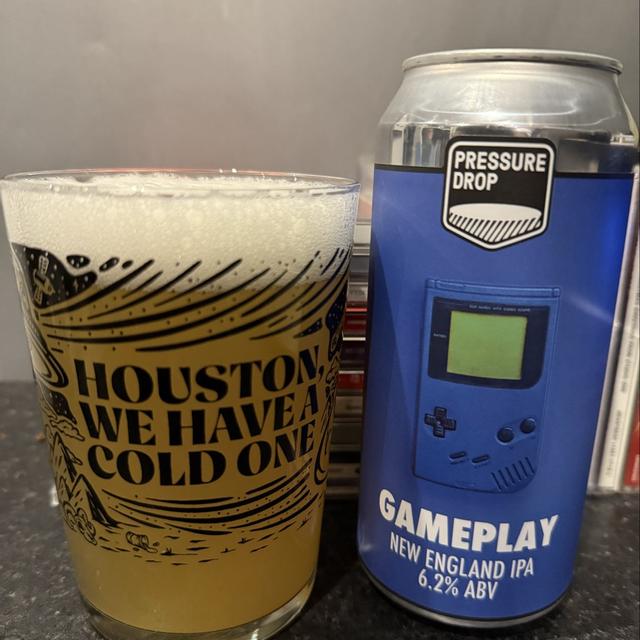 HOUSTON,
WE HAVE A
COLD ONE
PRESSURE
DROP
GAMEPLAY
NEW ENGLAND IPA
6.2% ABV